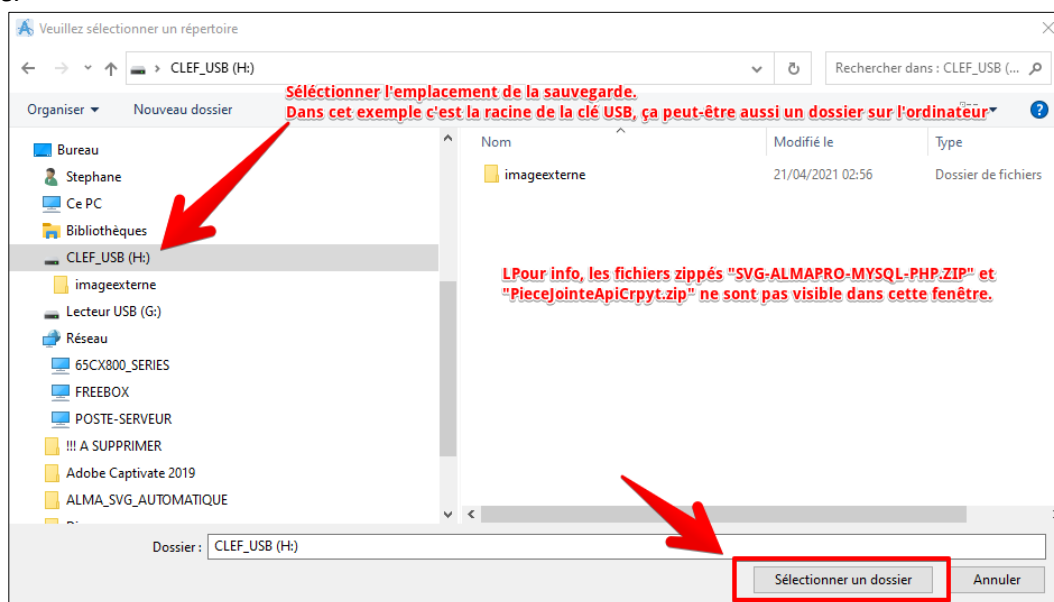 Veuillez sélectionner un répertoire
CLEF_USB (H:)
Rechercher dans : CLEF_USB (...
Séléctionner l'emplacement de la sauvegarde.
Organiser Nouveau dossier
Dans cet exemple c'est la racine de la clé USB, ça peut-être aussi un dossier sur l'ordinateur
Nom Modifié le Type
Bureau
Stephane
Ce PC
Bibliothèques
CLEF_USB (H:)
imageexterne
Lecteur USB (G:)
Réseau
65CX800_SERIES
FREEBOX
POSTE-SERVEUR
!!! A SUPPRIMER
Adobe Captivate 2019
ALMA_SVG_AUTOMATIQUE
imageexterne 21/04/2021 02:56 Dossier de fichiers
LPour info, les fichiers zippés "SVG-ALMAPRO-MYSQL-PHP.ZIP" et
"PieceJointeApiCrpyt.zip" ne sont pas visible dans cette fenêtre.
Dossier : CLEF_USB (H:)
Sélectionner un dossier Annuler